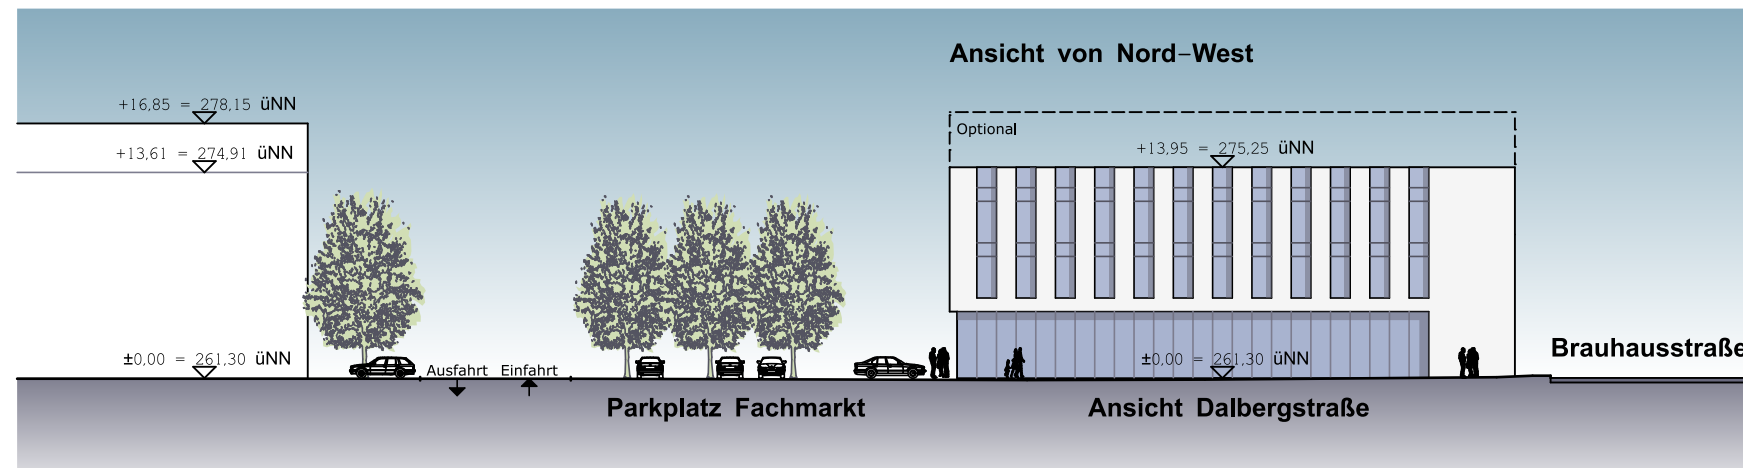 Ansicht von Nord-West
+16,85 = 278,15 üNN
Optional
+13,61 = 274,91 üNN
+13,95 = 275,25 üNN
±0,00 = 261,30 üNN
±0,00 = 261,30 üNN
Brauhausstraße
Ausfahrt Einfahrt
Parkplatz Fachmarkt
Ansicht Dalbergstraße